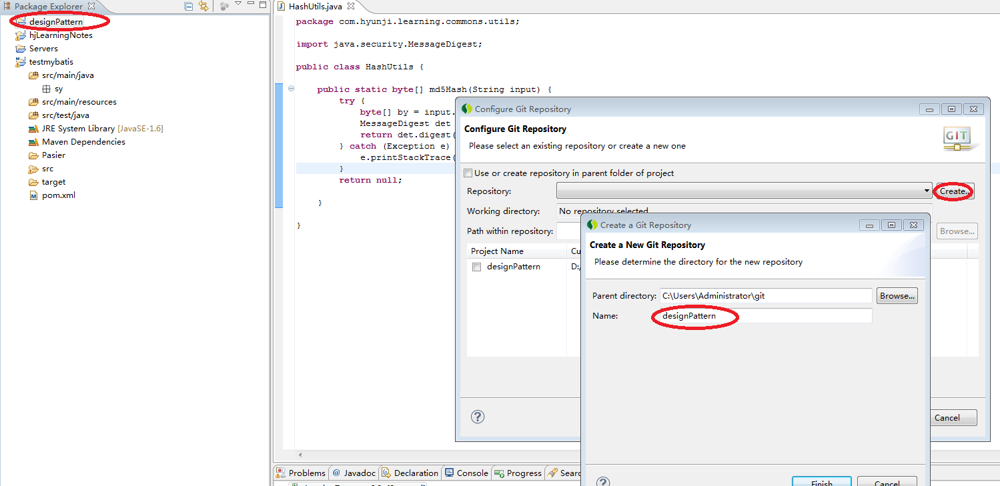 Package Explorer
designPattern
hjLearningNotes
Servers
testmybatis
src/main/java
sy
src/main/resources
src/test/java
JRE System Library [JavaSE-1.6]
Maven Dependencies
Pasier
src
target
pom.xml
HashUtils.java
package com.hyunji.learning.commons.utils;
import java.security.MessageDigest;
public class HashUtils {
public static byte[] md5Hash(String input) {
try {
byte[] by = input.
MessageDigest det
return det.digest(
} catch (Exception e)
e.printStackTrace(
}
return null;
}
}
Configure Git Repository
Configure Git Repository
Please select an existing repository or create a new one
GIT
Use or create repository in parent folder of project
Repository:
Create...
Working directory: No repository selected
Path within repository:
Browse...
Project Name
Cu
designPattern
D:/
Cancel
Create a Git Repository
Create a New Git Repository
Please determine the directory for the new repository
Parent directory: C:\Users\Administrator\git
Browse...
Name: designPattern
Finish
Cancel
Problems
@ Javadoc
Declaration
Console
Progress
Searc